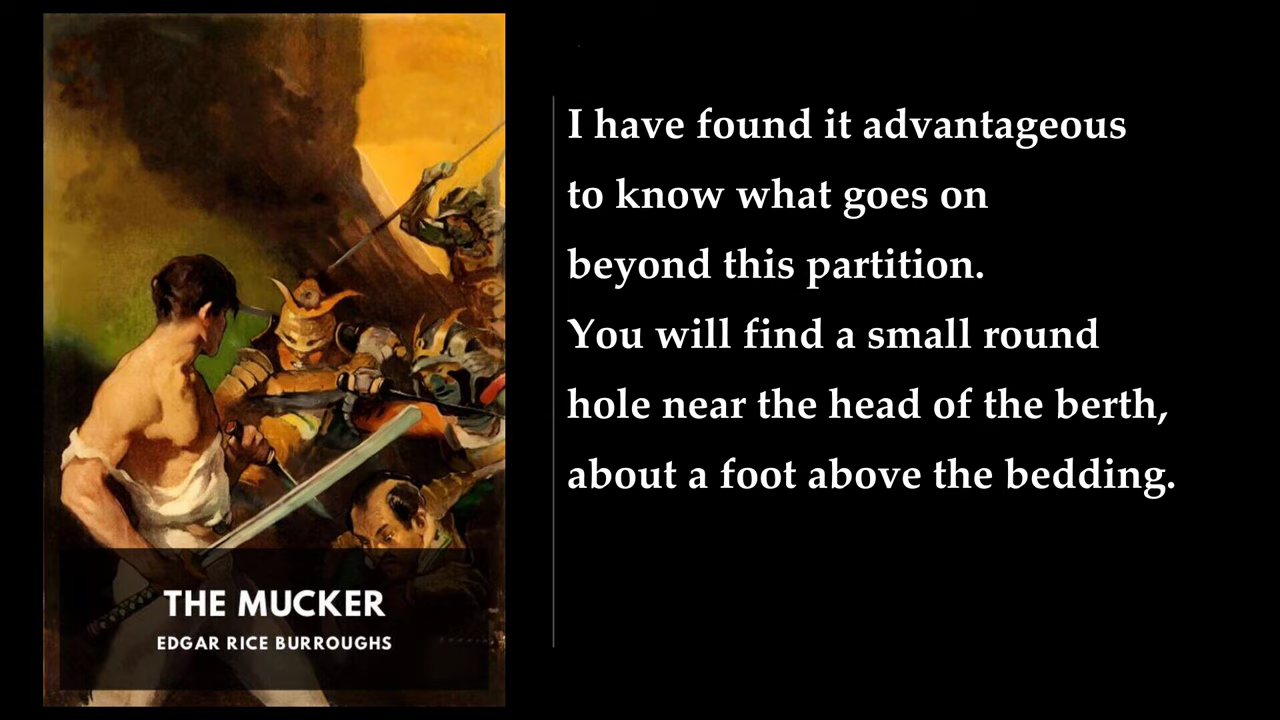 I have found it advantageous
to know what goes on
beyond this partition.
You will find a small round
hole near the head of the berth,
about a foot above the bedding.
THE MUCKER
EDGAR RICE BURROUGHS